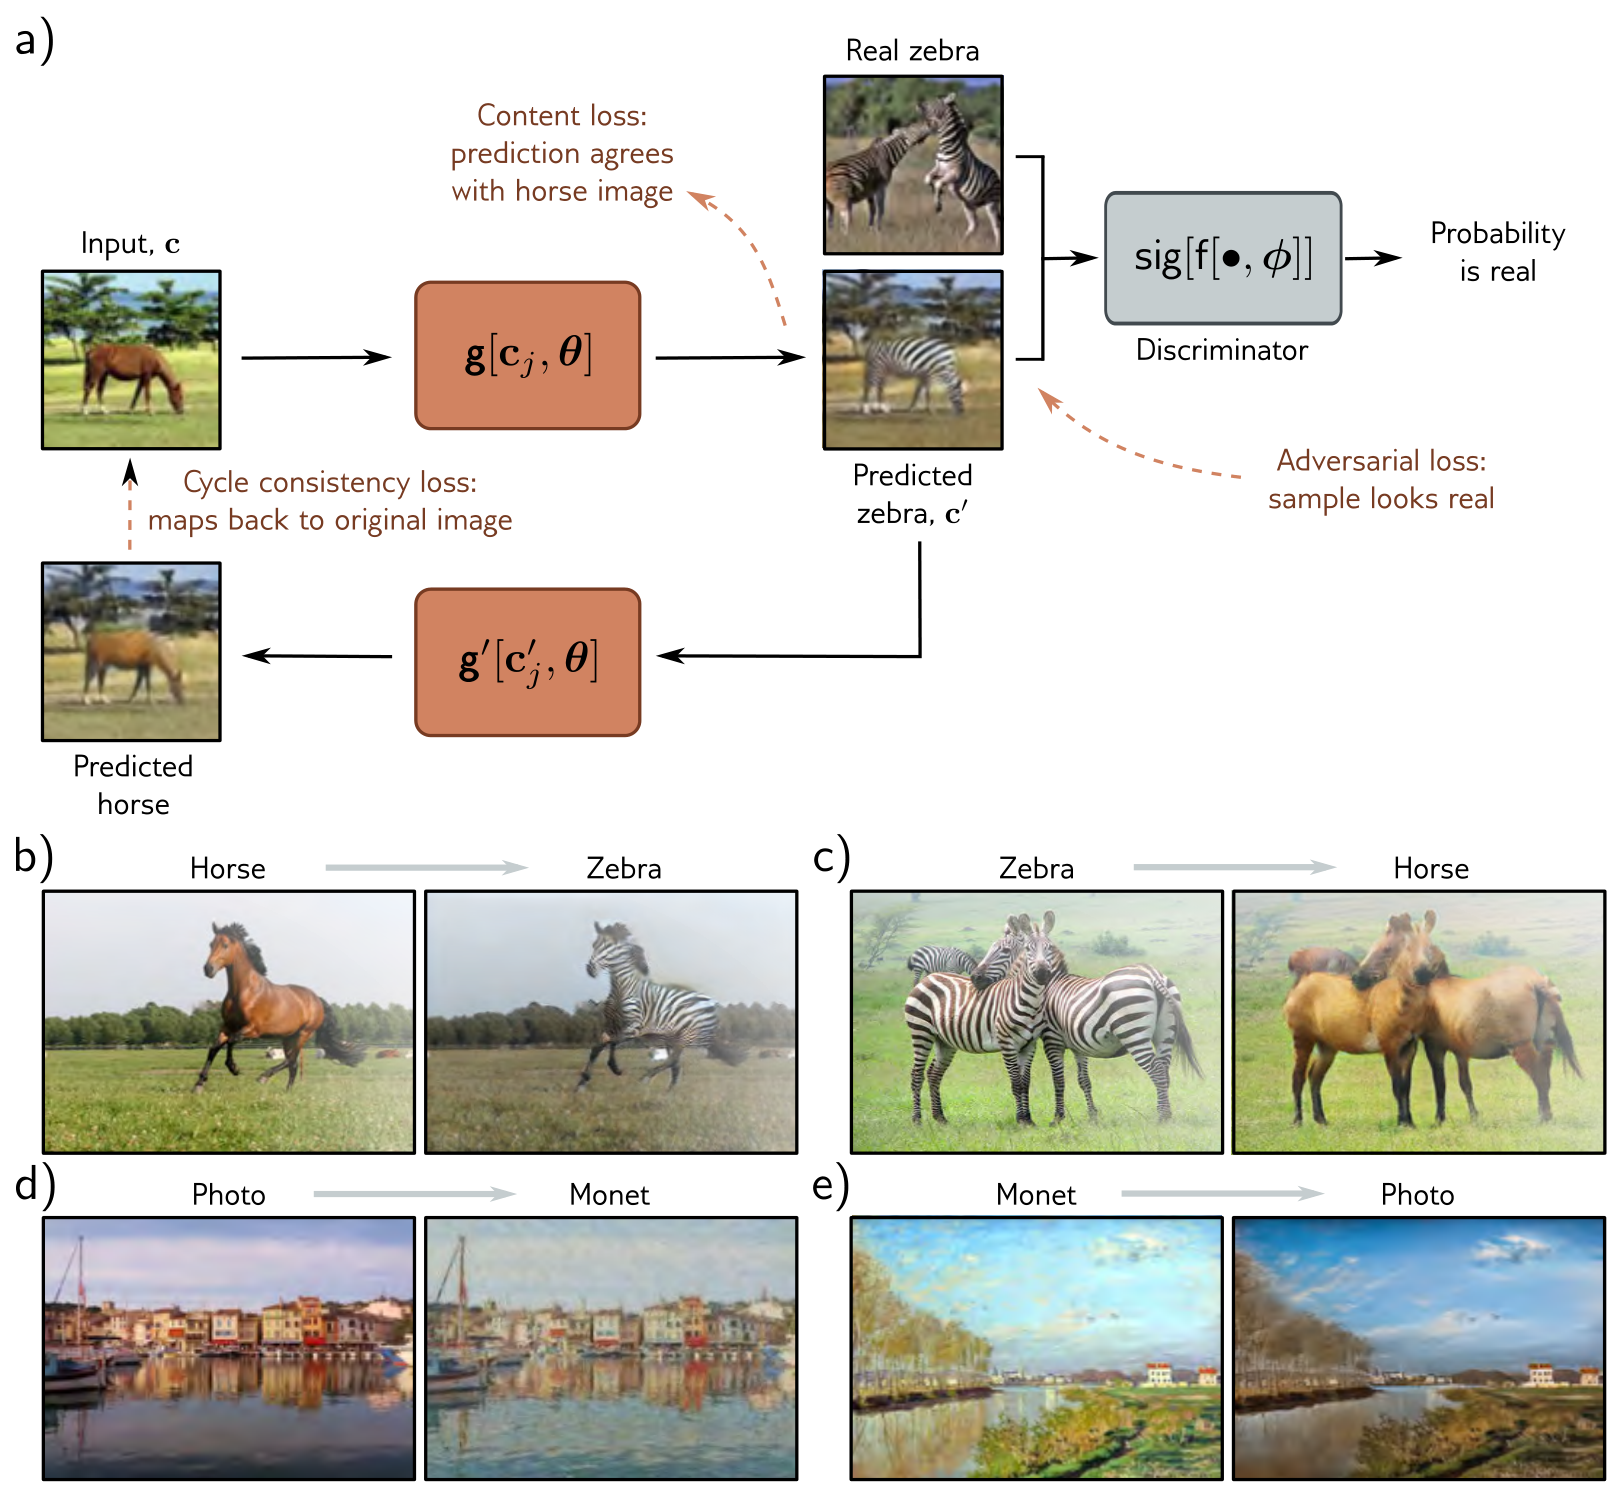 a)
Real zebra
Content loss:
prediction agrees
with horse image
Input, c
g[c_j, θ]
sig[f[•, ϕ]]
Probability
is real
Discriminator
Cycle consistency loss:
maps back to original image
Predicted
zebra, c′
Adversarial loss:
sample looks real
g′[c′_j, θ]
Predicted
horse
b)
Horse
Zebra
c)
Zebra
Horse
d)
Photo
Monet
e)
Monet
Photo